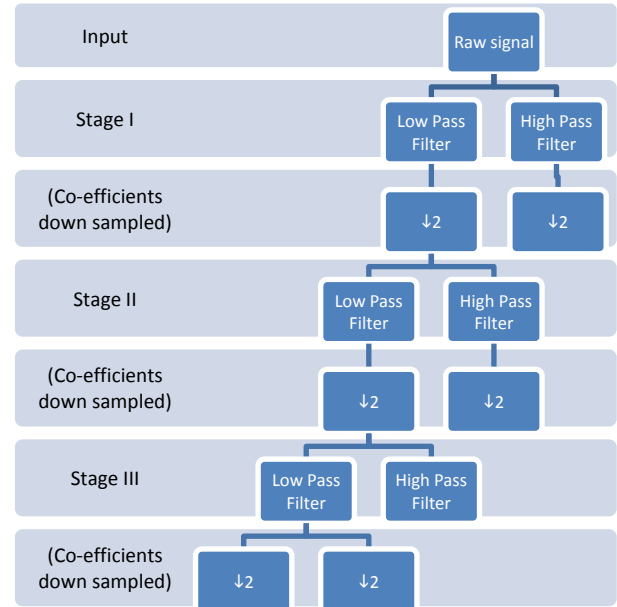 Input
Raw signal
Stage I
Low Pass
Filter
High Pass
Filter
(Co-efficients
down sampled)
↓2
↓2
Stage II
Low Pass
Filter
High Pass
Filter
(Co-efficients
down sampled)
↓2
↓2
Stage III
Low Pass
Filter
High Pass
Filter
(Co-efficients
down sampled)
↓2
↓2